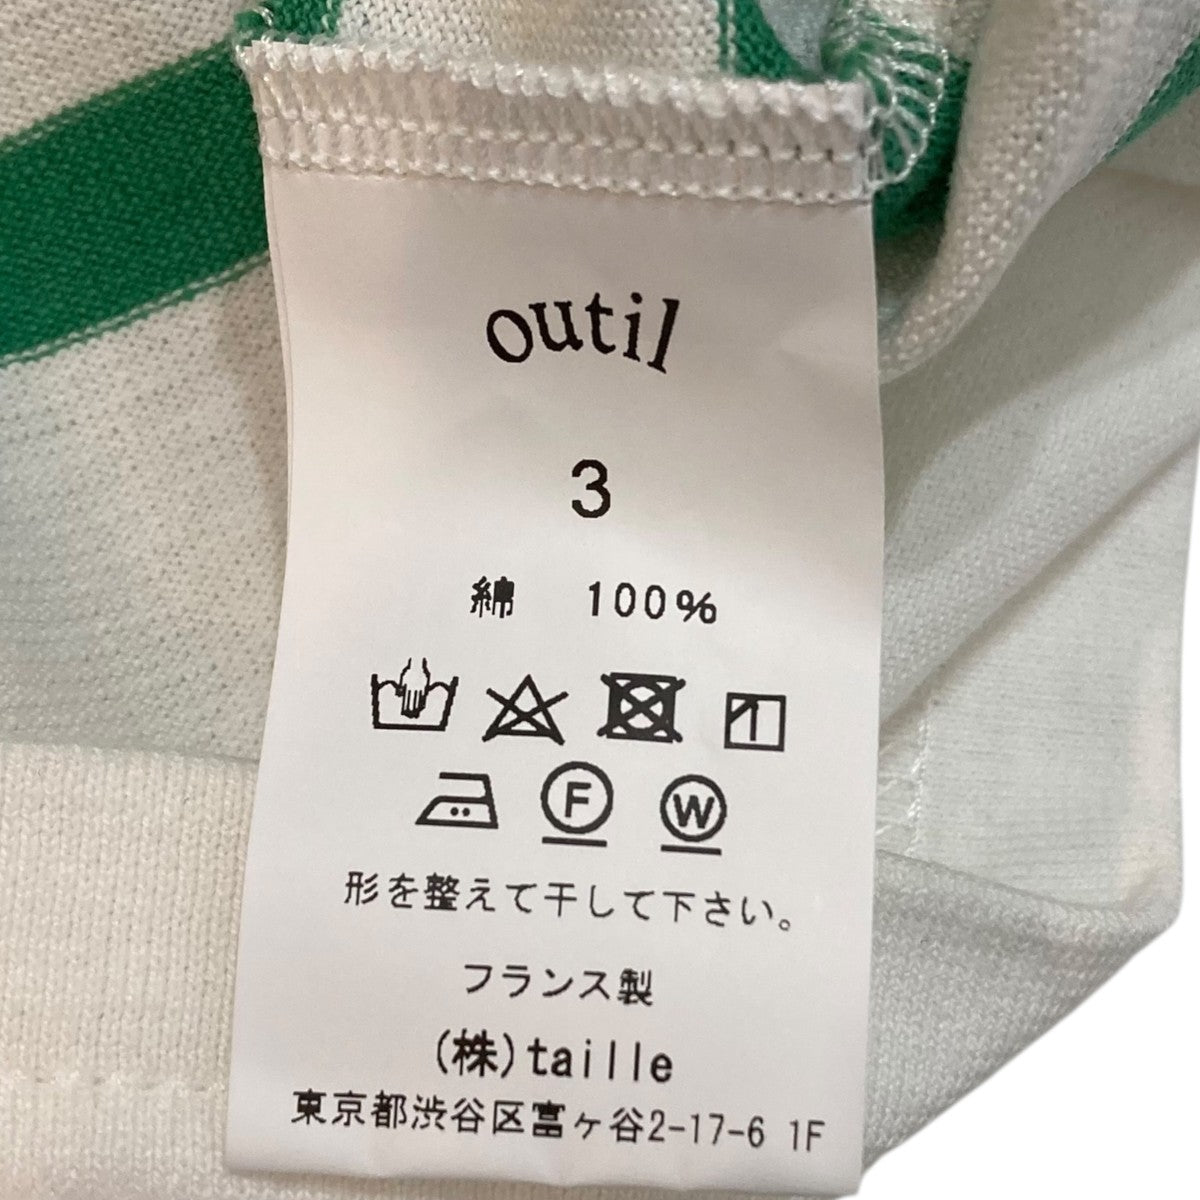 outil
3
綿 100%
F W
形を整えて干して下さい。
フランス製
(株)taille
東京都渋谷区富ヶ谷2-17-6 1F